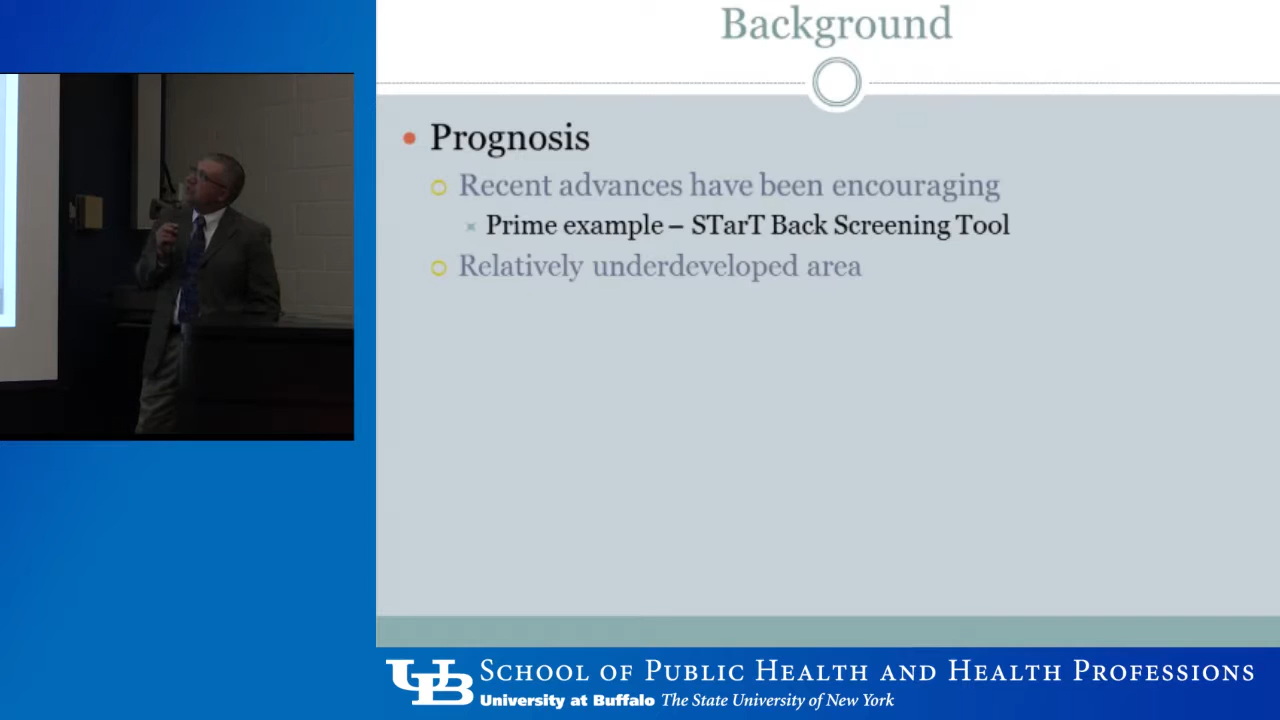 Background
Prognosis
Recent advances have been encouraging
Prime example – STarT Back Screening Tool
Relatively underdeveloped area
UB SCHOOL OF PUBLIC HEALTH AND HEALTH PROFESSIONS
University at Buffalo The State University of New York